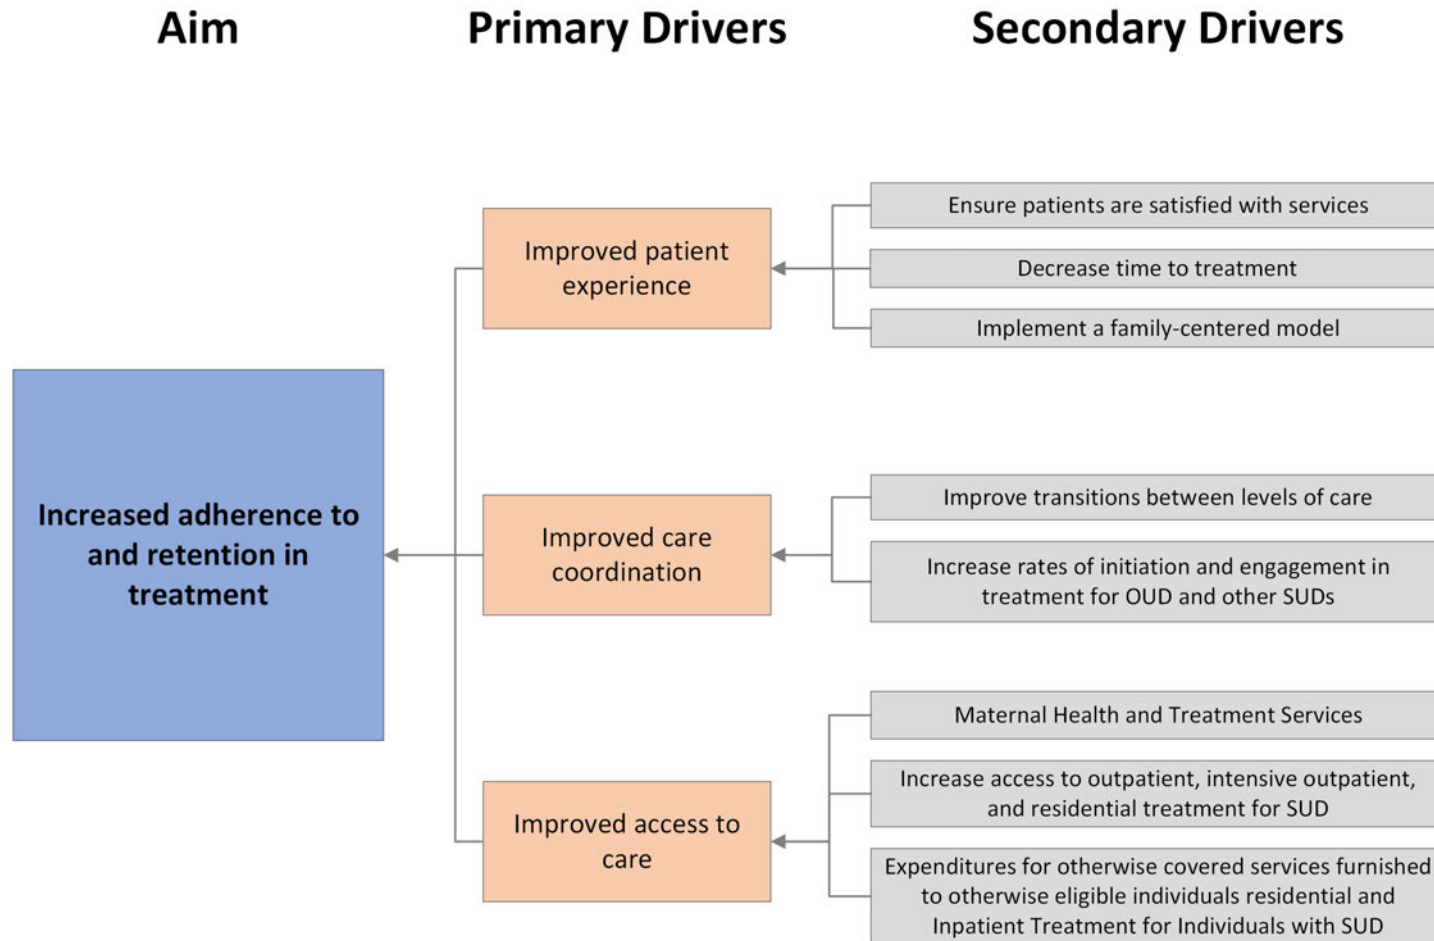 Aim
Primary Drivers
Secondary Drivers
Increased adherence to
and retention in
treatment
Improved patient
experience
Ensure patients are satisfied with services
Decrease time to treatment
Implement a family-centered model
Improved care
coordination
Improve transitions between levels of care
Increase rates of initiation and engagement in
treatment for OUD and other SUDs
Improved access to
care
Maternal Health and Treatment Services
Increase access to outpatient, intensive outpatient,
and residential treatment for SUD
Expenditures for otherwise covered services furnished
to otherwise eligible individuals residential and
Inpatient Treatment for Individuals with SUD